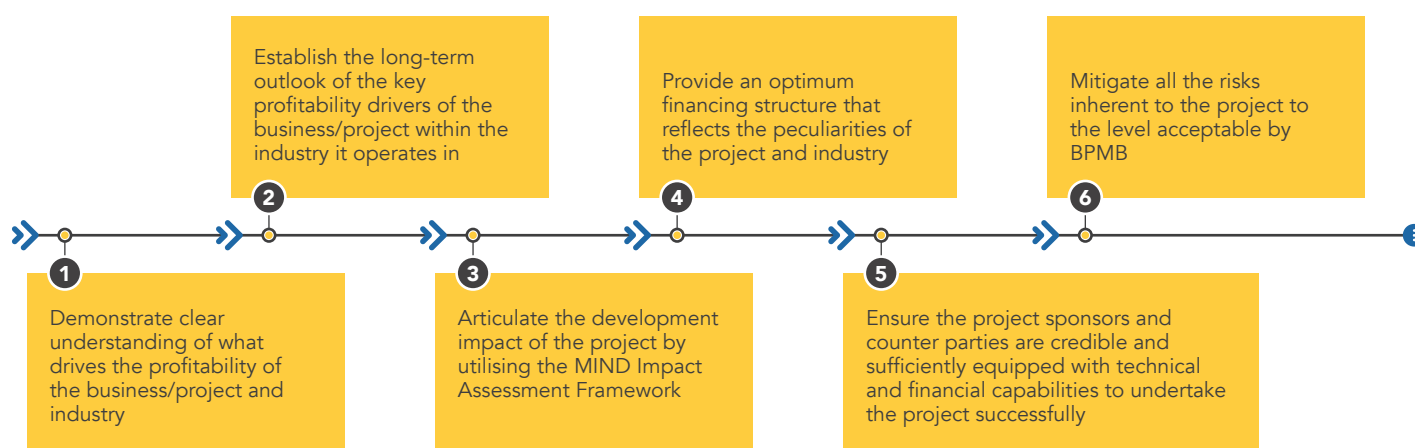 1
Demonstrate clear
understanding of what
drives the profitability of
the business/project and
industry
2
Establish the long-term
outlook of the key
profitability drivers of the
business/project within the
industry it operates in
3
Articulate the development
impact of the project by
utilising the MIND Impact
Assessment Framework
4
Provide an optimum
financing structure that
reflects the peculiarities of
the project and industry
5
Ensure the project sponsors and
counter parties are credible and
sufficiently equipped with technical
and financial capabilities to undertake
the project successfully
6
Mitigate all the risks
inherent to the project to
the level acceptable by
BPMB